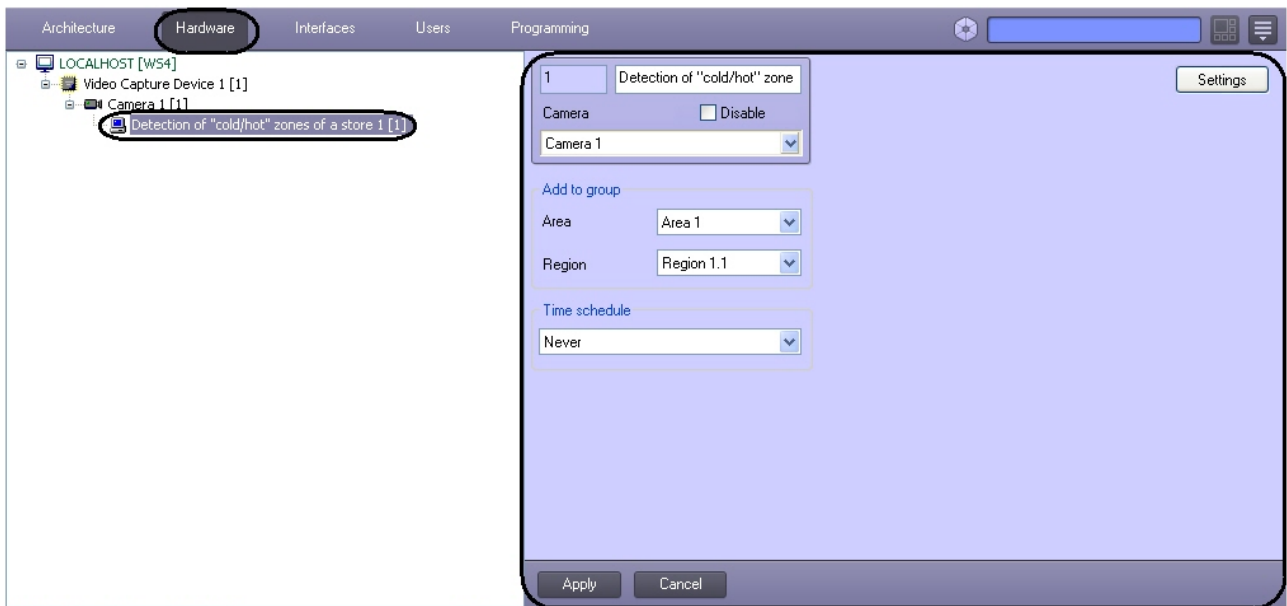 Architecture Hardware Interfaces Users Programming
LOCALHOST [WS4]
Video Capture Device 1 [1]
Camera 1 [1]
Detection of "cold/hot" zones of a store 1 [1]
1 Detection of "cold/hot" zone
Settings
Camera Disable
Camera 1
Add to group
Area Area 1
Region Region 1.1
Time schedule
Never
Apply Cancel